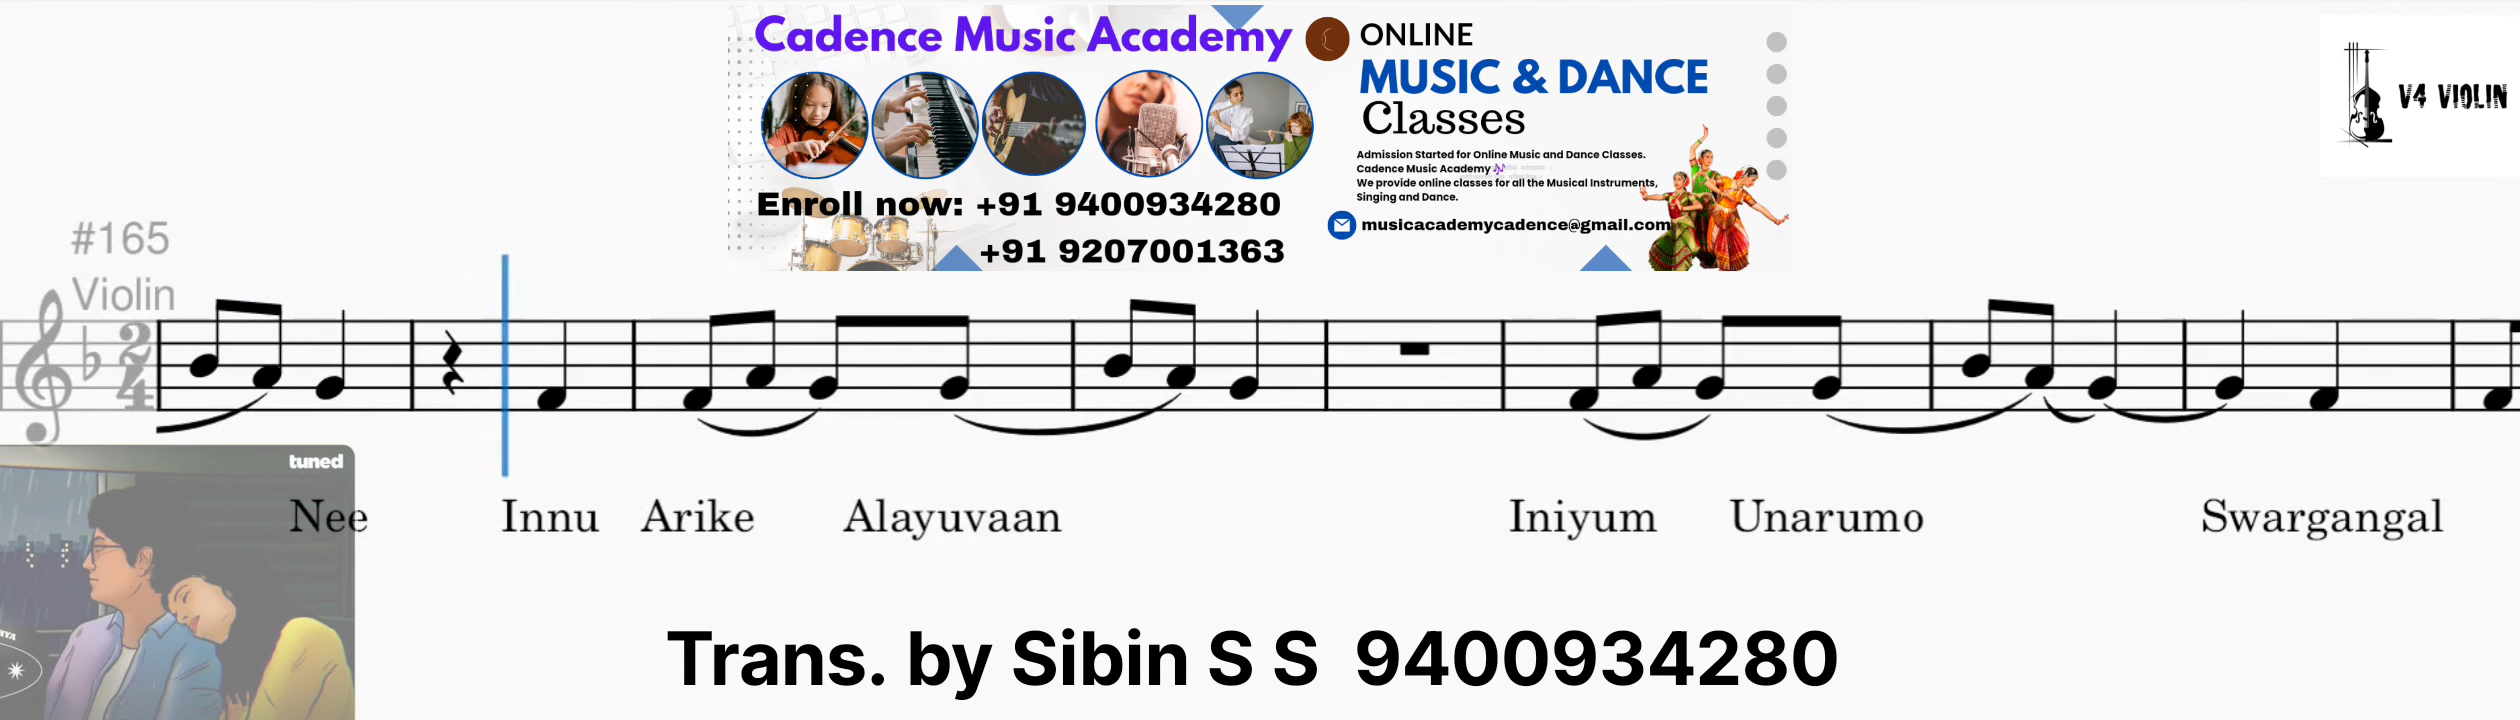 Cadence Music Academy
Enroll now: +91 9400934280
+91 9207001363
ONLINE
MUSIC & DANCE
Classes
Admission Started for Online Music and Dance Classes.
Cadence Music Academy 🎶
We provide online classes for all the Musical Instruments,
Singing and Dance.
musicacademycadence@gmail.com
V4 VIOLIN
#165
Violin
2
4
tuned
Nee Innu Arike Alayuvaan Iniyum Unarumo Swargangal
Trans. by Sibin S S 9400934280